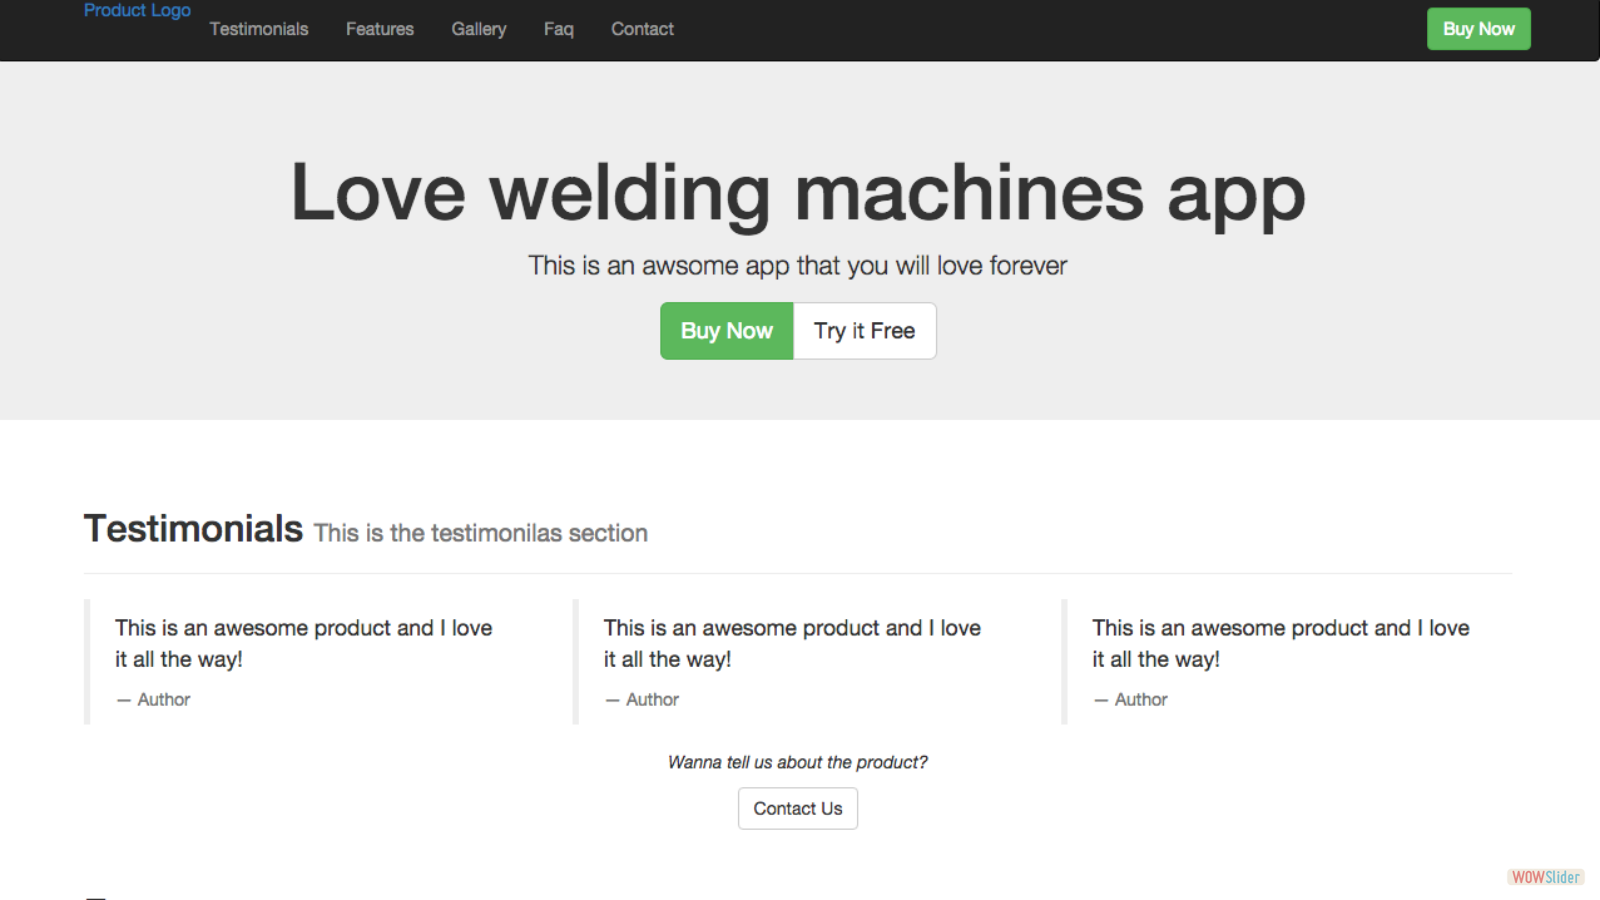 Product Logo
Testimonials Features Gallery Faq Contact Buy Now
Love welding machines app
This is an awsome app that you will love forever
Buy Now Try it Free
Testimonials This is the testimonilas section
This is an awesome product and I love
it all the way!
— Author
This is an awesome product and I love
it all the way!
— Author
This is an awesome product and I love
it all the way!
— Author
Wanna tell us about the product?
Contact Us
WOWSlider